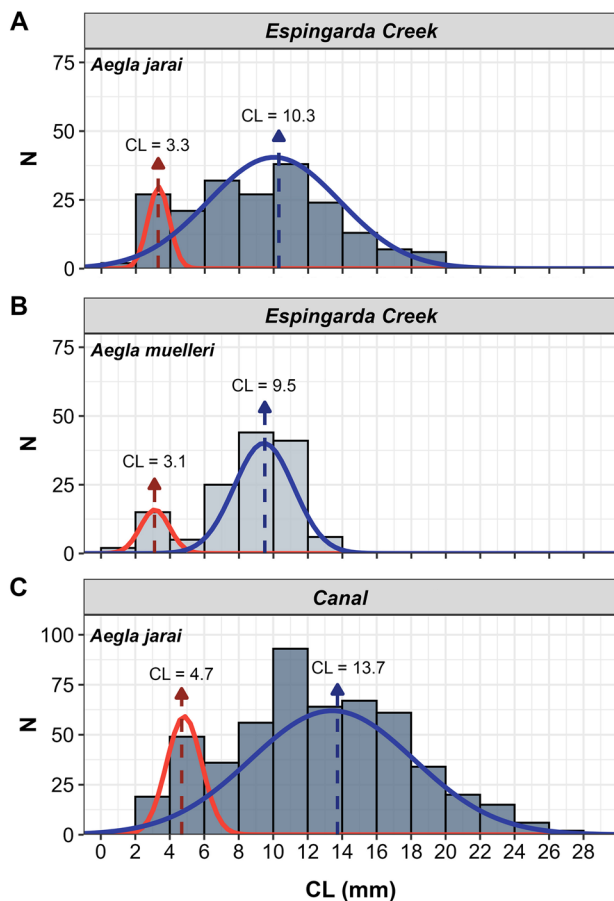 A
Espingarda Creek
Aegla jarai
75
50
25
0
N
CL = 3.3
CL = 10.3
B
Espingarda Creek
Aegla muelleri
75
50
25
0
N
CL = 3.1
CL = 9.5
C
Canal
Aegla jarai
100
75
50
25
0
N
CL = 4.7
CL = 13.7
0 2 4 6 8 10 12 14 16 18 20 22 24 26 28
CL (mm)